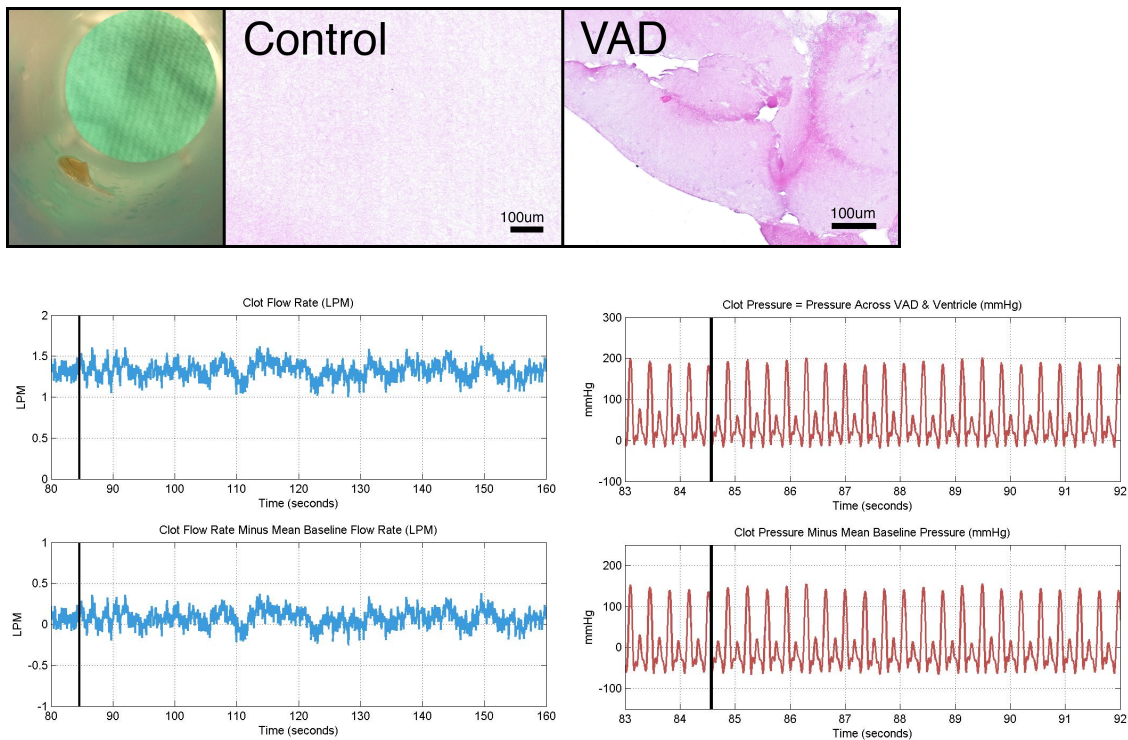 Control
VAD
100um
100um
Clot Flow Rate (LPM)
2
1.5
1
0.5
0
LPM
80 90 100 110 120 130 140 150 160
Time (seconds)
Clot Pressure = Pressure Across VAD & Ventricle (mmHg)
300
200
100
0
-100
mmHg
83 84 85 86 87 88 89 90 91 92
Time (seconds)
Clot Flow Rate Minus Mean Baseline Flow Rate (LPM)
1
0.5
0
-0.5
-1
LPM
80 90 100 110 120 130 140 150 160
Time (seconds)
Clot Pressure Minus Mean Baseline Pressure (mmHg)
200
100
0
-100
mmHg
83 84 85 86 87 88 89 90 91 92
Time (seconds)